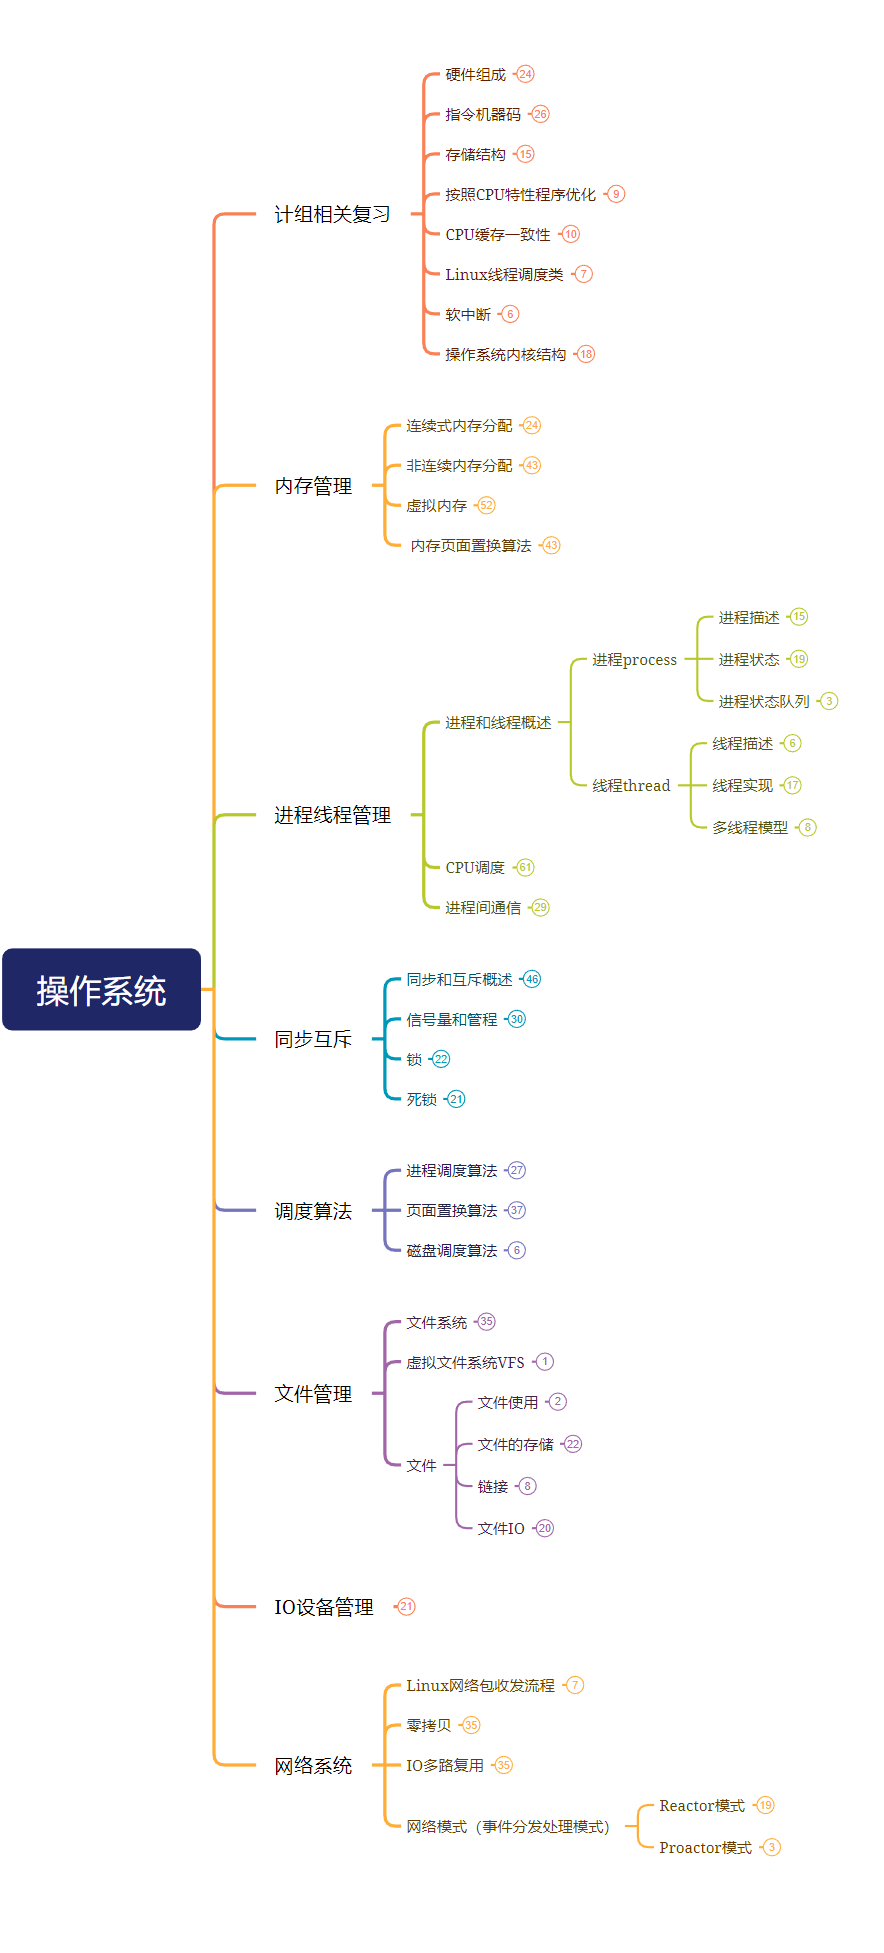 操作系统
计组相关复习
硬件组成 24
指令机器码 26
存储结构 15
按照CPU特性程序优化 9
CPU缓存一致性 10
Linux线程调度类 7
软中断 6
操作系统内核结构 18
内存管理
连续式内存分配 24
非连续内存分配 43
虚拟内存 52
内存页面置换算法 43
进程线程管理
进程和线程概述
进程process
进程描述 15
进程状态 19
进程状态队列 3
线程thread
线程描述 6
线程实现 17
多线程模型 8
CPU调度 61
进程间通信 29
同步互斥
同步和互斥概述 46
信号量和管程 30
锁 22
死锁 21
调度算法
进程调度算法 27
页面置换算法 37
磁盘调度算法 6
文件管理
文件系统 35
虚拟文件系统VFS 1
文件
文件使用 2
文件的存储 22
链接 8
文件IO 20
IO设备管理 21
网络系统
Linux网络包收发流程 7
零拷贝 35
IO多路复用 35
网络模式（事件分发处理模式）
Reactor模式 19
Proactor模式 3